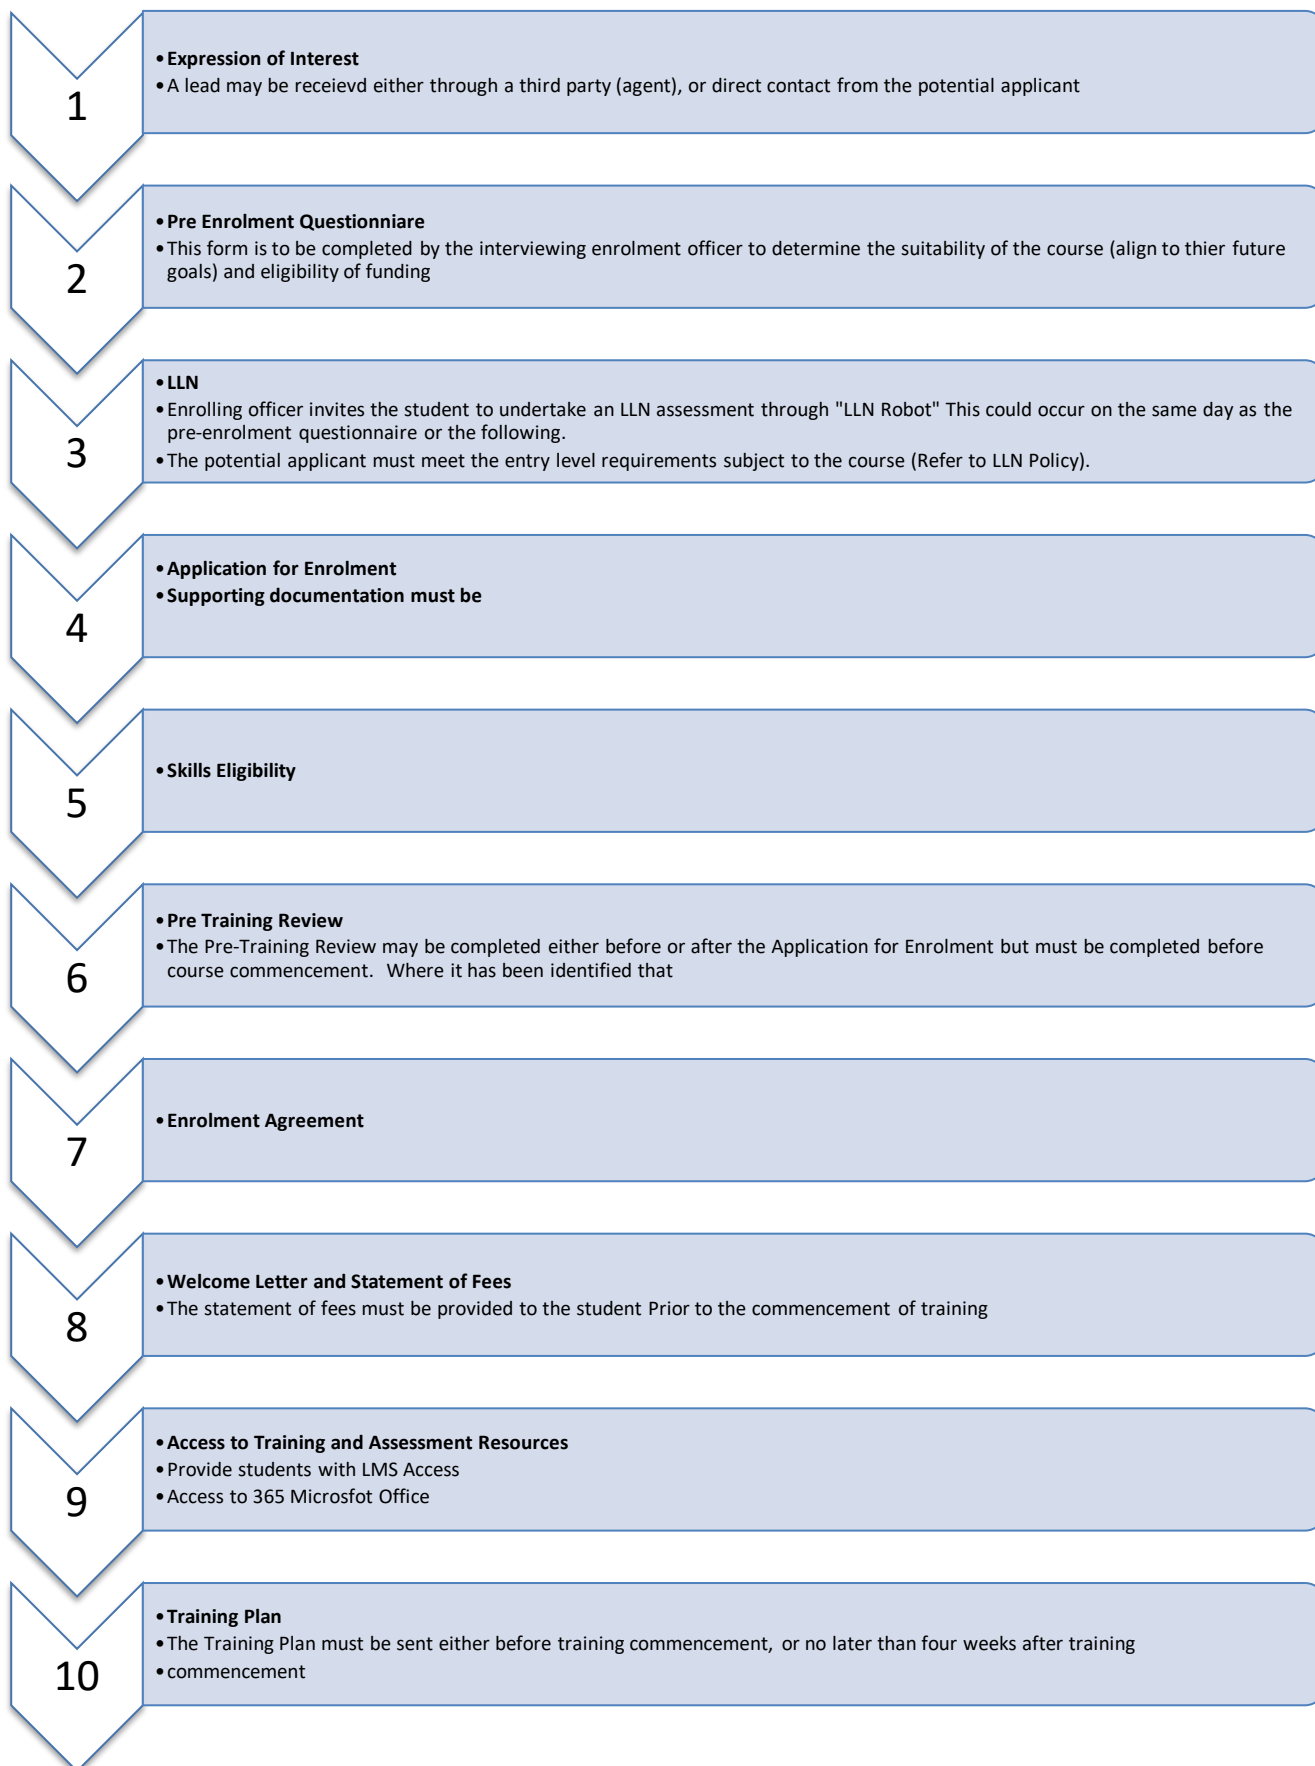 1
•Expression of Interest
•A lead may be receievd either through a third party (agent), or direct contact from the potential applicant
2
•Pre Enrolment Questionniare
•This form is to be completed by the interviewing enrolment officer to determine the suitability of the course (align to thier future
goals) and eligibility of funding
3
•LLN
•Enrolling officer invites the student to undertake an LLN assessment through "LLN Robot" This could occur on the same day as the
pre-enrolment questionnaire or the following.
•The potential applicant must meet the entry level requirements subject to the course (Refer to LLN Policy).
4
•Application for Enrolment
•Supporting documentation must be
5
•Skills Eligibility
6
•Pre Training Review
•The Pre-Training Review may be completed either before or after the Application for Enrolment but must be completed before
course commencement. Where it has been identified that
7
•Enrolment Agreement
8
•Welcome Letter and Statement of Fees
•The statement of fees must be provided to the student Prior to the commencement of training
9
•Access to Training and Assessment Resources
•Provide students with LMS Access
•Access to 365 Microsfot Office
10
•Training Plan
•The Training Plan must be sent either before training commencement, or no later than four weeks after training
•commencement